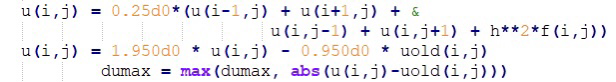 u(i,j) = 0.25d0*(u(i-1,j) + u(i+1,j) + &
u(i,j-1) + u(i,j+1) + h**2*f(i,j))
u(i,j) = 1.950d0 * u(i,j) - 0.950d0 * uold(i,j)
dumax = max(dumax, abs(u(i,j)-uold(i,j)))